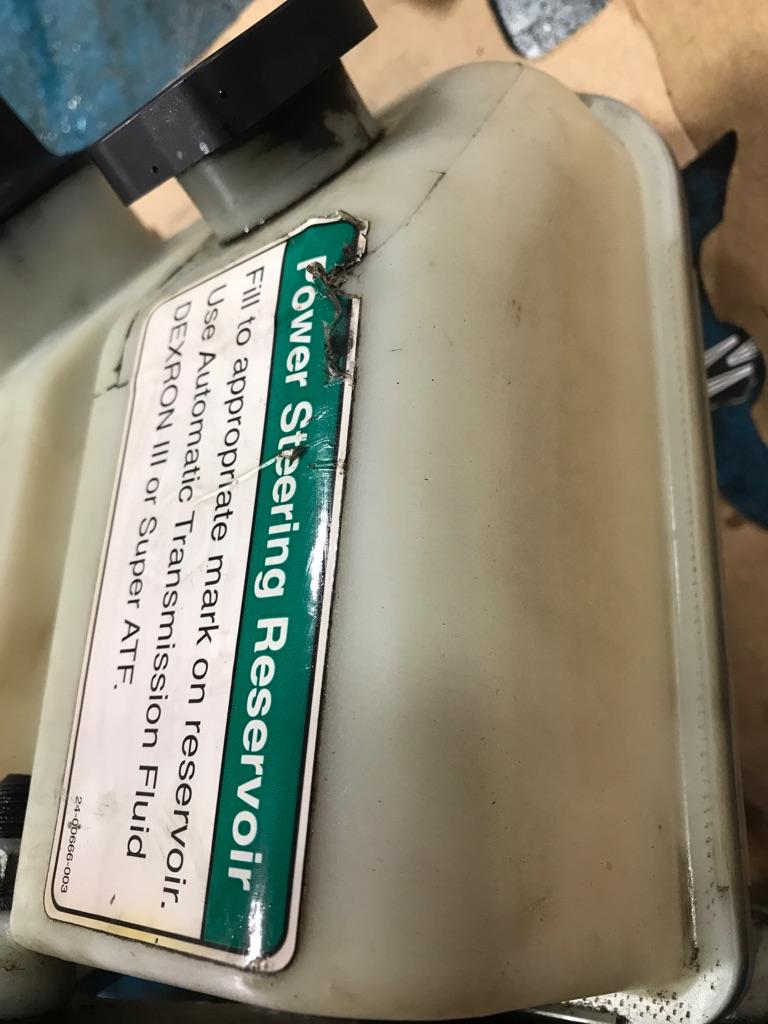 Power Steering Reservoir
Fill to appropriate mark on reservoir.
Use Automatic Transmission Fluid
DEXRON III or Super ATF.
24-00666-003